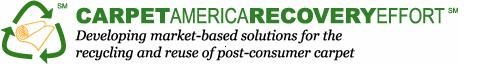 ℠ CARPETAMERICARECOVERYEFFORT ℠
Developing market-based solutions for the
recycling and reuse of post-consumer carpet